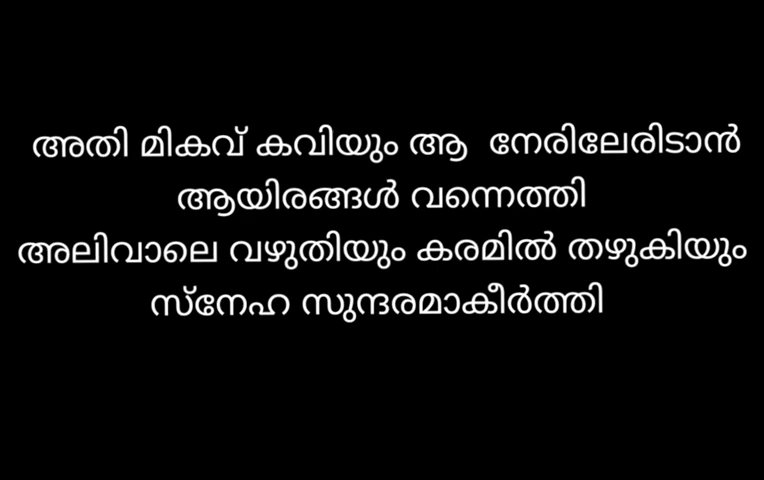 അതി മികവ് കവിയും ആ നേരിലേരിടാൻ
ആയിരങ്ങൾ വന്നെത്തി
അലിവാലെ വഴുതിയും കരമിൽ തഴുകിയും
സ്നേഹ സുന്ദരമാകീർത്തി